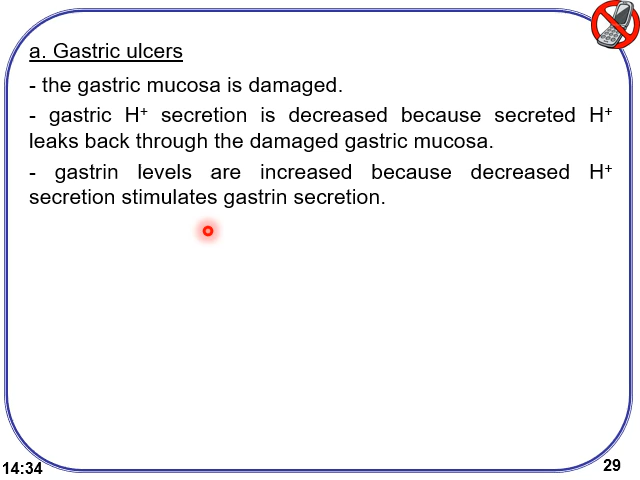 a. Gastric ulcers
- the gastric mucosa is damaged.
- gastric H⁺ secretion is decreased because secreted H⁺
leaks back through the damaged gastric mucosa.
- gastrin levels are increased because decreased H⁺
secretion stimulates gastrin secretion.
14:34
29